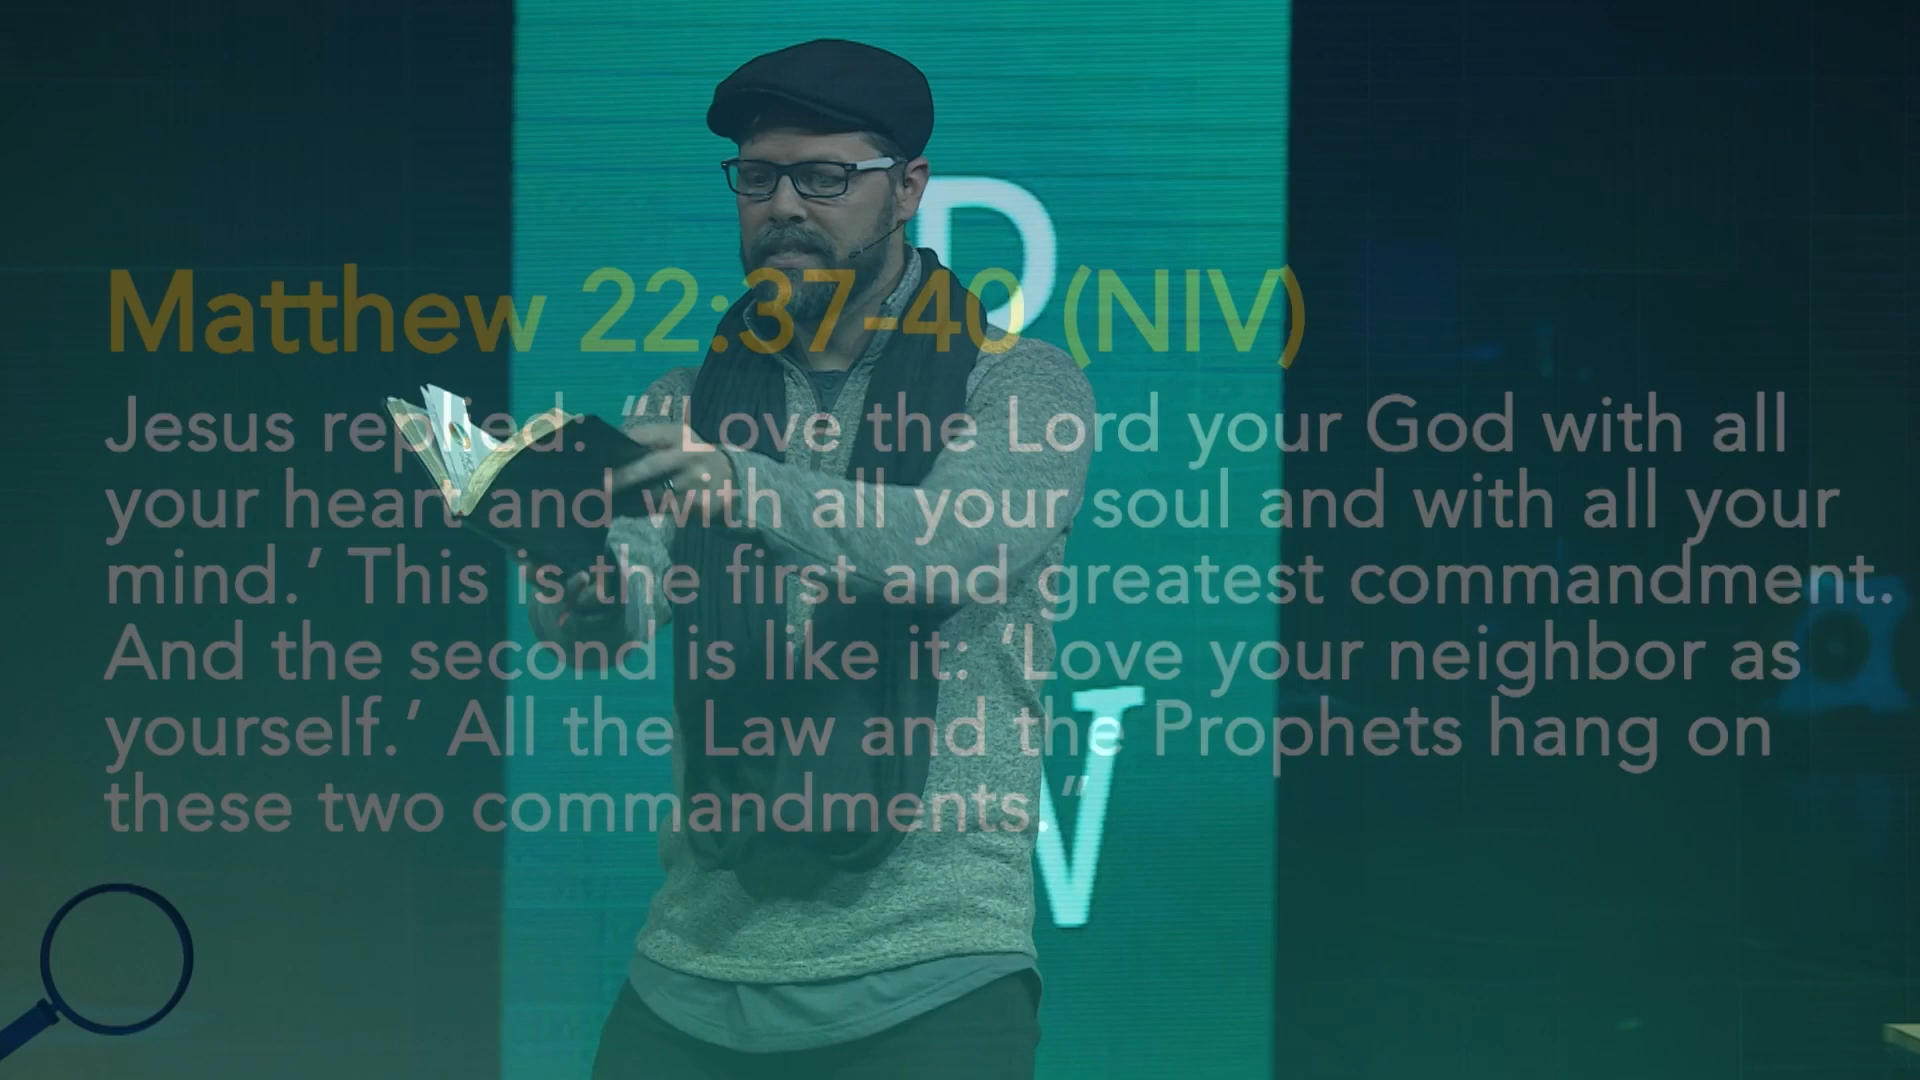 D
Matthew 22:37-40 (NIV)
Jesus replied: “‘Love the Lord your God with all
your heart and with all your soul and with all your
mind.’ This is the first and greatest commandment.
And the second is like it: ‘Love your neighbor as
yourself.’ All the Law and the Prophets hang on
these two commandments.”